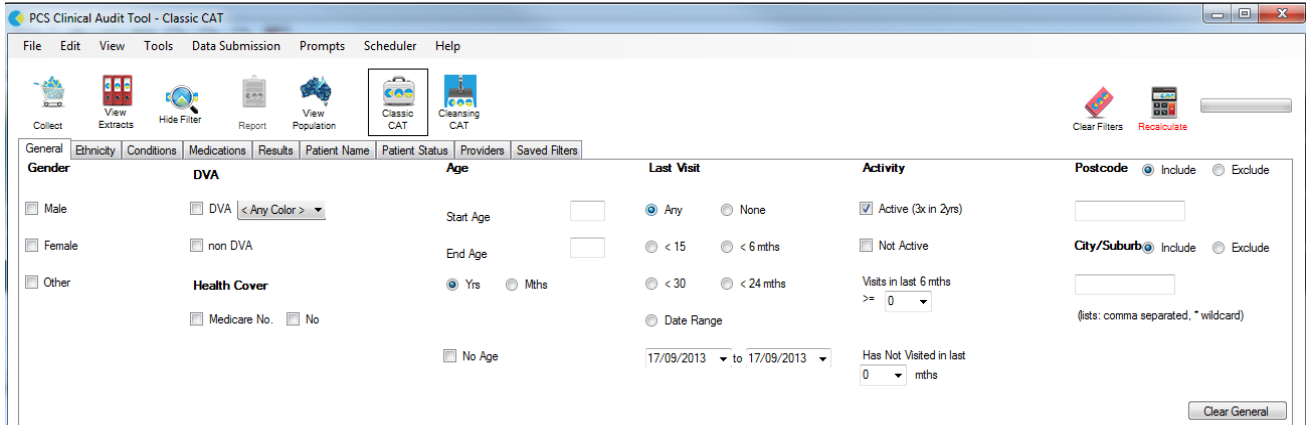 PCS Clinical Audit Tool - Classic CAT
File Edit View Tools Data Submission Prompts Scheduler Help
Collect
View Extracts
Hide Filter
Report
View Population
Classic CAT
Cleansing CAT
Clear Filters
Recalculate
General Ethnicity Conditions Medications Results Patient Name Patient Status Providers Saved Filters
Gender
Male
Female
Other
DVA
DVA < Any Color >
non DVA
Health Cover
Medicare No. No
Age
Start Age
End Age
Yrs Mths
No Age
Last Visit
Any None
< 15 < 6 mths
< 30 < 24 mths
Date Range
17/09/2013 to 17/09/2013
Activity
Active (3x in 2yrs)
Not Active
Visits in last 6 mths
>= 0
Has Not Visited in last
0 mths
Postcode Include Exclude
City/Suburb Include Exclude
(lists: comma separated, * wildcard)
Clear General